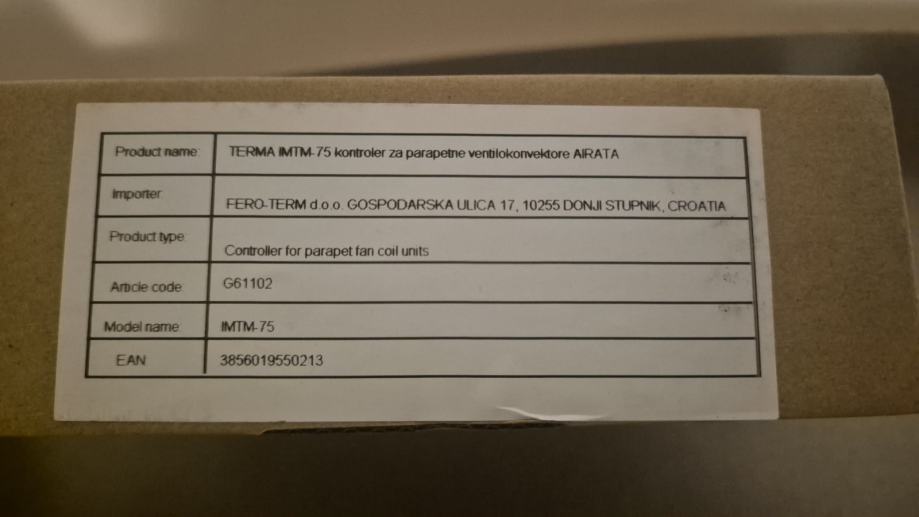 Product name: TERMA IMTM-75 kontroler za parapetne ventilokonvektore AIRATA
Importer: FERO-TERM d.o.o. GOSPODARSKA ULICA 17, 10255 DONJI STUPNIK, CROATIA
Product type: Controller for parapet fan coil units
Article code: G61102
Model name: IMTM-75
EAN 3856019550213